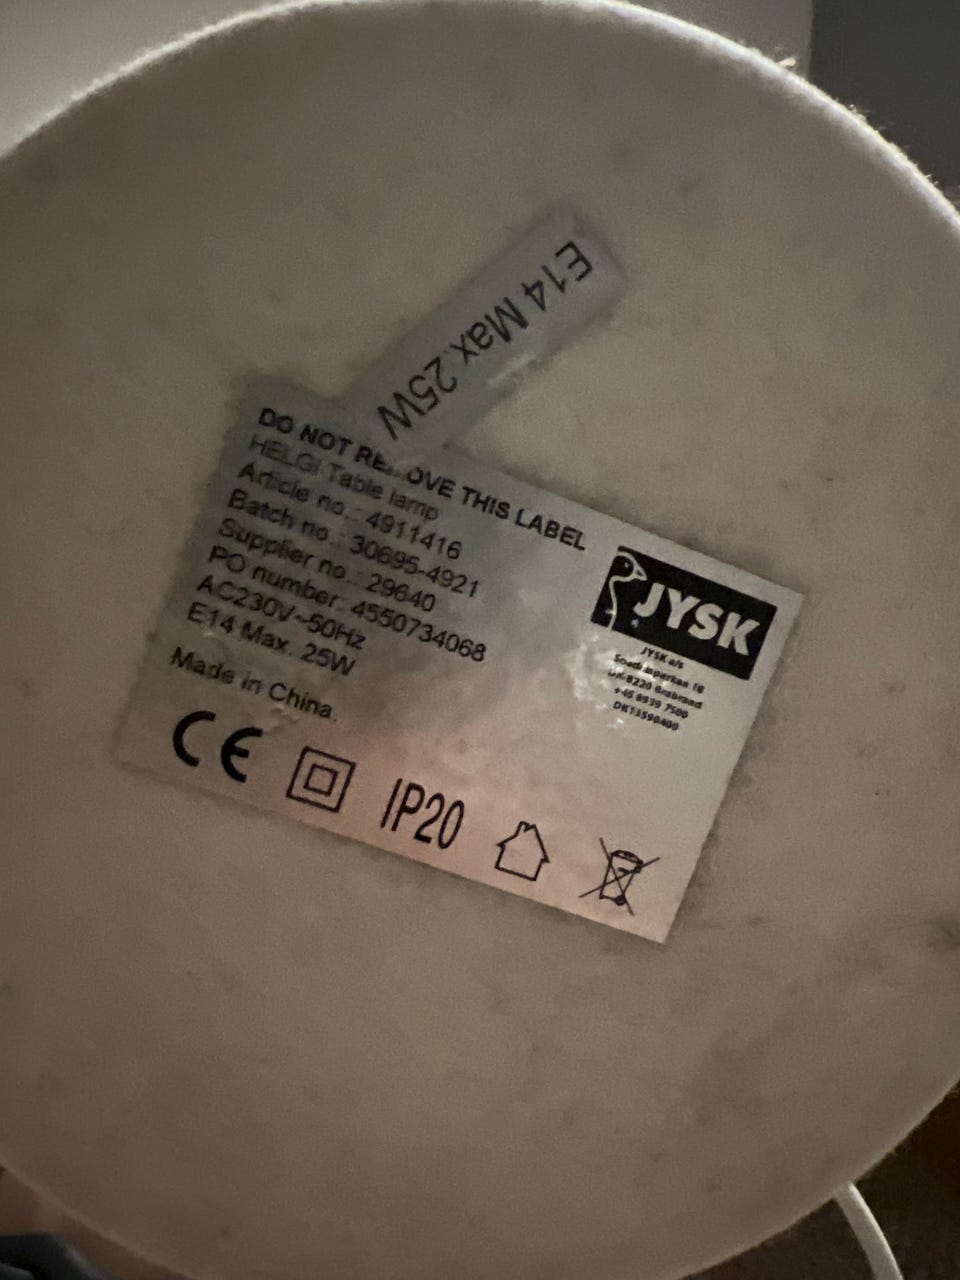 E14 Max 25W
DO NOT REMOVE THIS LABEL
HELGI Table lamp
Article no.: 4911416
Batch no.: 30695-4921
Supplier no.: 29640
PO number: 4550734068
AC230V~50Hz
E14 Max. 25W
Made in China.
CE
IP20
JYSK
JYSK a/s
18
DK-8220 Brabrand
+45 8939 7500
DK13590400